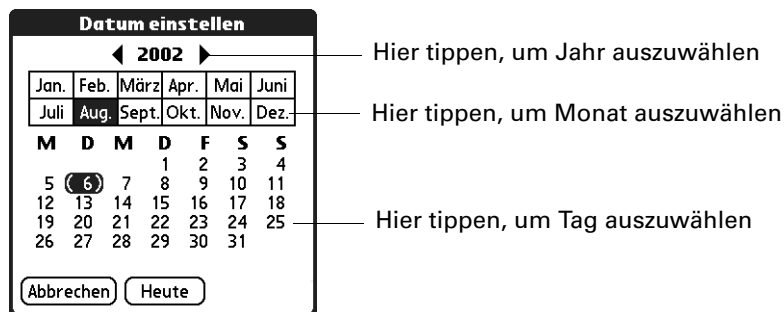 Datum einstellen
2002
Hier tippen, um Jahr auszuwählen
Jan. Feb. März Apr. Mai Juni
Juli Aug. Sept. Okt. Nov. Dez.
Hier tippen, um Monat auszuwählen
M D M D F S S
1 2 3 4
5 6 7 8 9 10 11
12 13 14 15 16 17 18
19 20 21 22 23 24 25
Hier tippen, um Tag auszuwählen
26 27 28 29 30 31
Abbrechen Heute